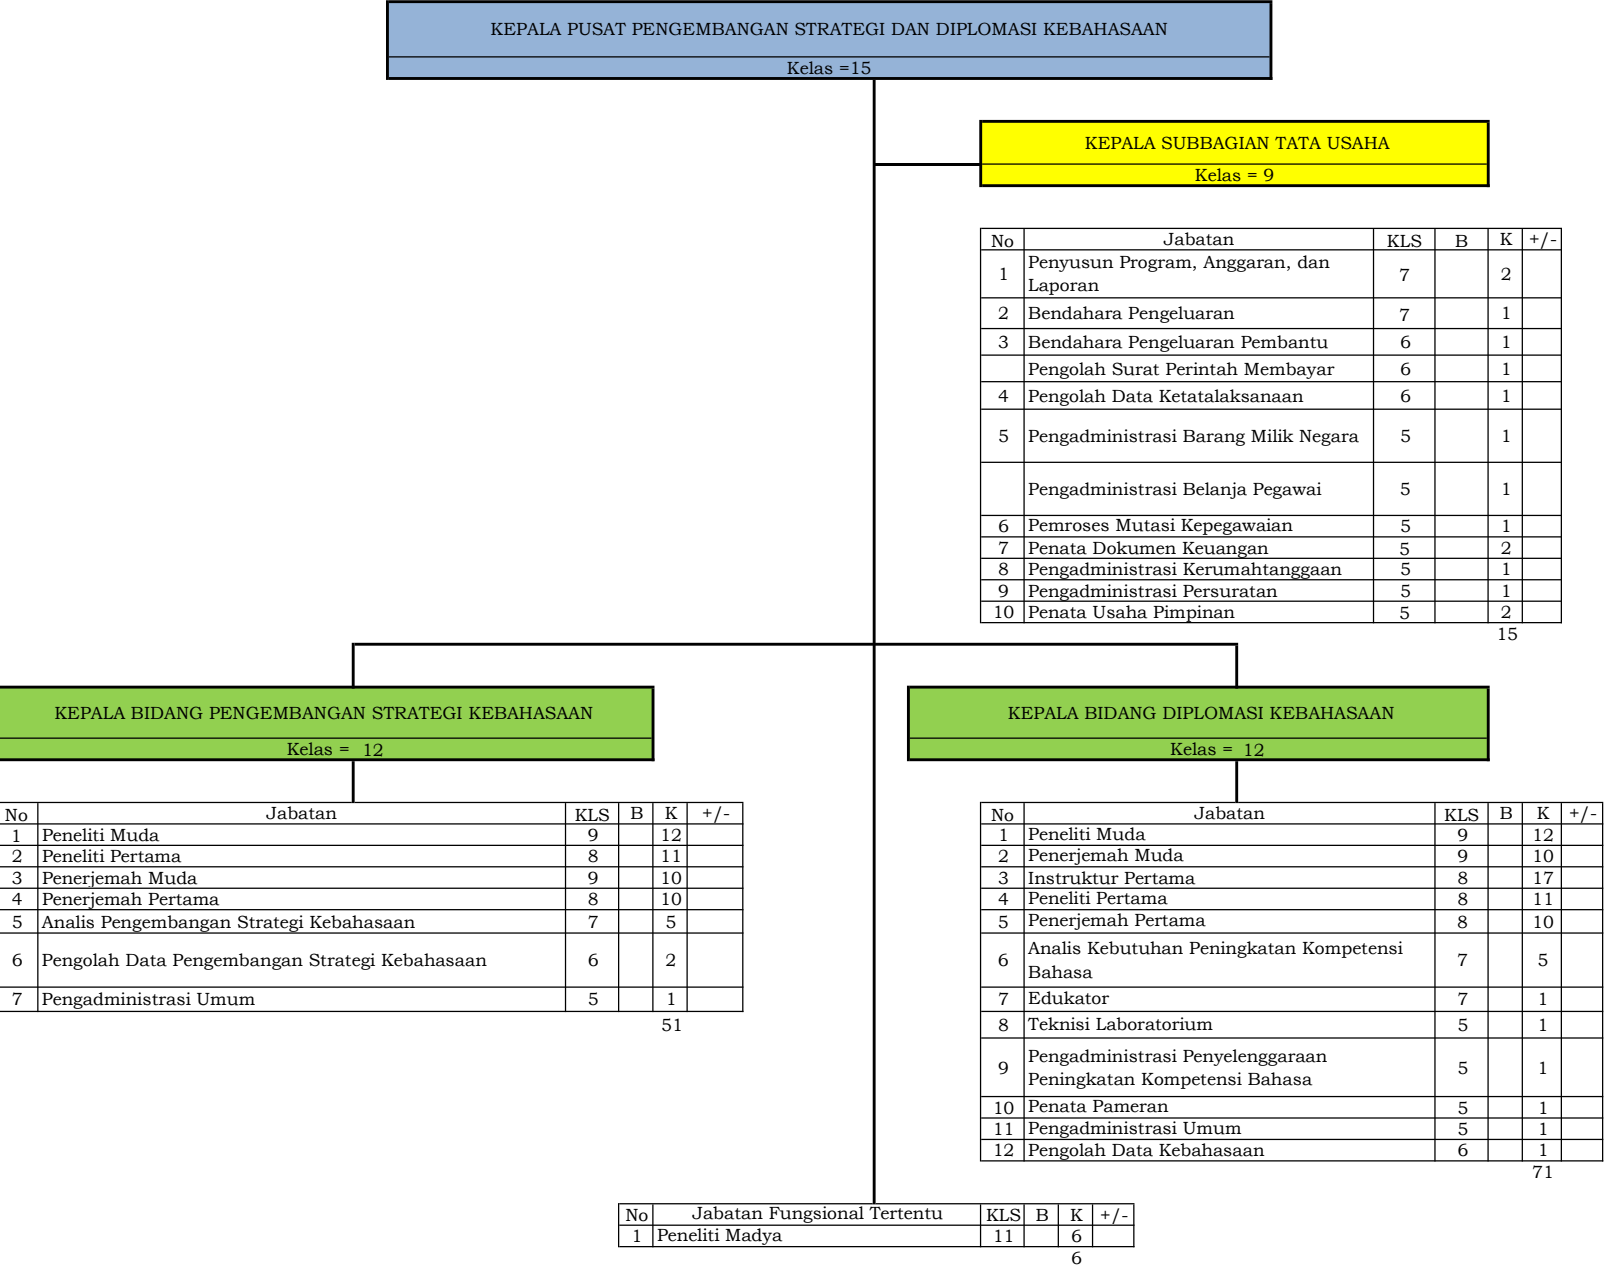 KEPALA PUSAT PENGEMBANGAN STRATEGI DAN DIPLOMASI KEBAHASAAN
Kelas =15
KEPALA SUBBAGIAN TATA USAHA
Kelas = 9
No Jabatan KLS B K +/-
1 Penyusun Program, Anggaran, dan Laporan 7 2
2 Bendahara Pengeluaran 7 1
3 Bendahara Pengeluaran Pembantu 6 1
Pengolah Surat Perintah Membayar 6 1
4 Pengolah Data Ketatalaksanaan 6 1
5 Pengadministrasi Barang Milik Negara 5 1
Pengadministrasi Belanja Pegawai 5 1
6 Pemroses Mutasi Kepegawaian 5 1
7 Penata Dokumen Keuangan 5 2
8 Pengadministrasi Kerumahtanggaan 5 1
9 Pengadministrasi Persuratan 5 1
10 Penata Usaha Pimpinan 5 2
15
KEPALA BIDANG PENGEMBANGAN STRATEGI KEBAHASAAN
Kelas = 12
No Jabatan KLS B K +/-
1 Peneliti Muda 9 12
2 Peneliti Pertama 8 11
3 Penerjemah Muda 9 10
4 Penerjemah Pertama 8 10
5 Analis Pengembangan Strategi Kebahasaan 7 5
6 Pengolah Data Pengembangan Strategi Kebahasaan 6 2
7 Pengadministrasi Umum 5 1
51
KEPALA BIDANG DIPLOMASI KEBAHASAAN
Kelas = 12
No Jabatan KLS B K +/-
1 Peneliti Muda 9 12
2 Penerjemah Muda 9 10
3 Instruktur Pertama 8 17
4 Peneliti Pertama 8 11
5 Penerjemah Pertama 8 10
6 Analis Kebutuhan Peningkatan Kompetensi Bahasa 7 5
7 Edukator 7 1
8 Teknisi Laboratorium 5 1
9 Pengadministrasi Penyelenggaraan Peningkatan Kompetensi Bahasa 5 1
10 Penata Pameran 5 1
11 Pengadministrasi Umum 5 1
12 Pengolah Data Kebahasaan 6 1
71
No Jabatan Fungsional Tertentu KLS B K +/-
1 Peneliti Madya 11 6
6